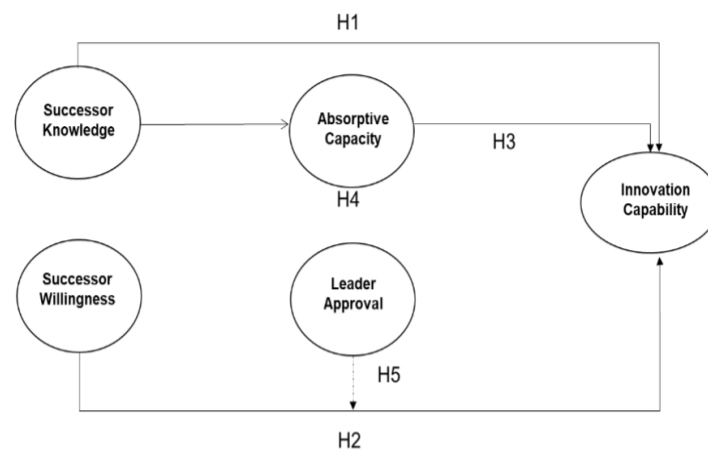 H1
Successor
Knowledge
Absorptive
Capacity
H3
H4
Innovation
Capability
Successor
Willingness
Leader
Approval
H5
H2